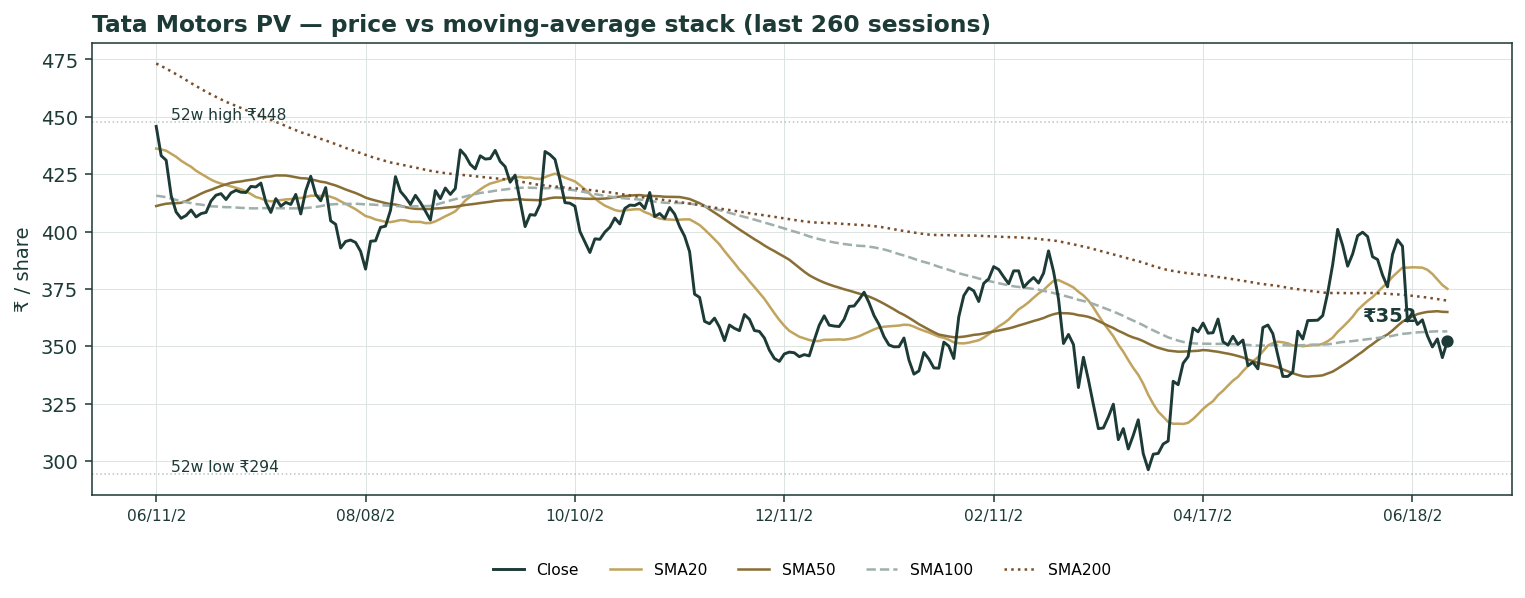 Tata Motors PV — price vs moving-average stack (last 260 sessions)
475
450
425
400
375
350
325
300
₹ / share
52w high ₹448
₹352
52w low ₹294
06/11/2
08/08/2
10/10/2
12/11/2
02/11/2
04/17/2
06/18/2
Close
SMA20
SMA50
SMA100
SMA200